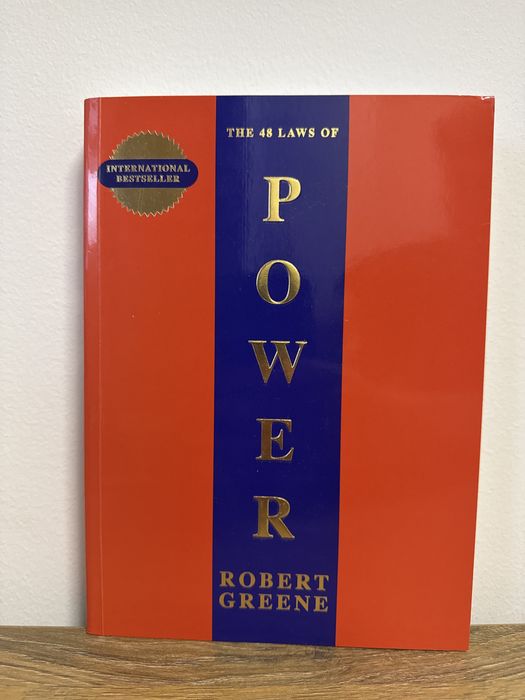 INTERNATIONAL
BESTSELLER
THE 48 LAWS OF
P
O
W
E
R
ROBERT
GREENE